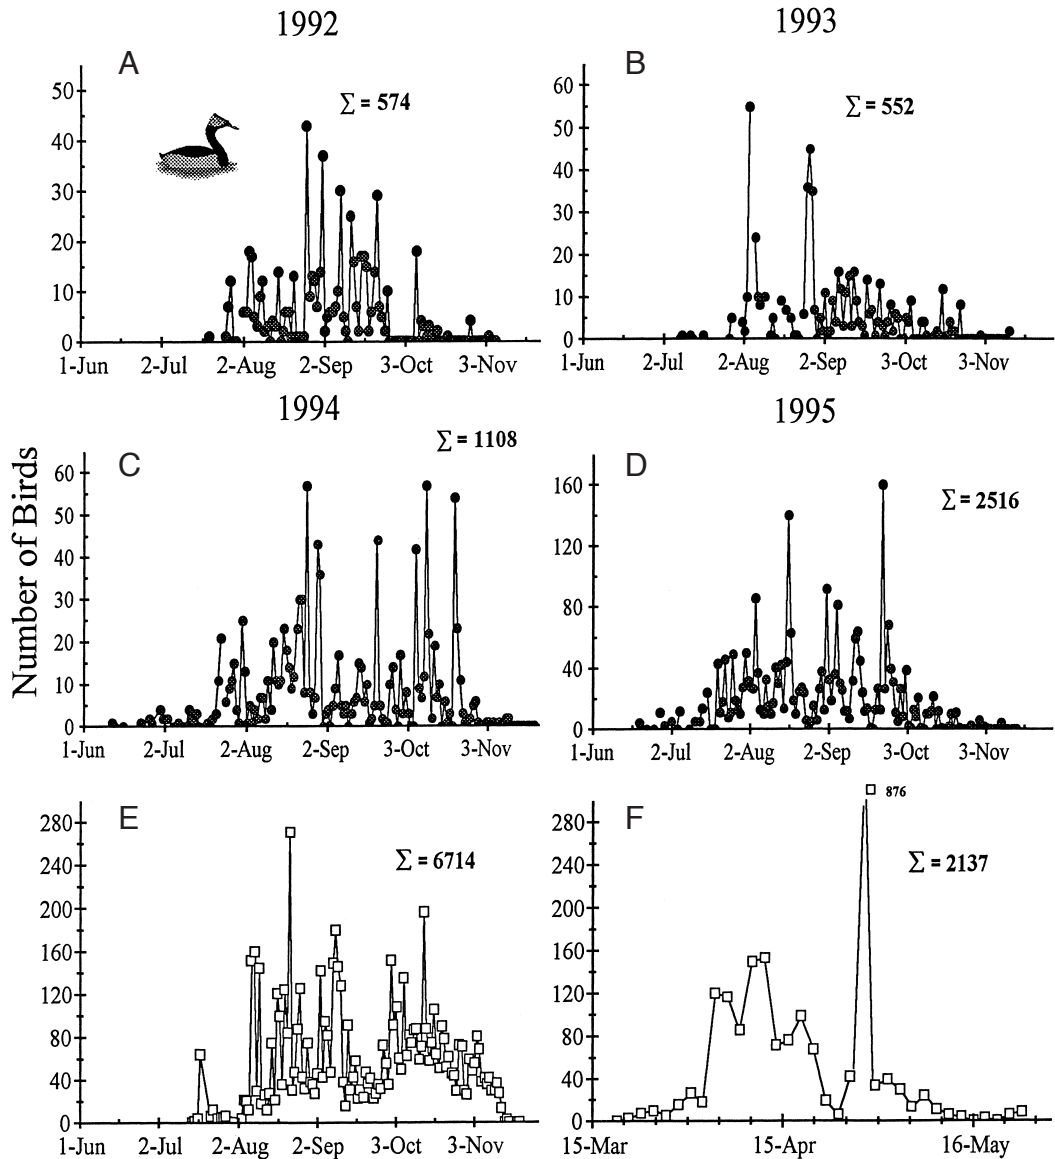 1992
1993
A
B
Σ = 574
Σ = 552
50
40
30
20
10
0
60
50
40
30
20
10
0
1-Jun 2-Jul 2-Aug 2-Sep 3-Oct 3-Nov
1-Jun 2-Jul 2-Aug 2-Sep 3-Oct 3-Nov
1994
1995
Number of Birds
C
D
Σ = 1108
Σ = 2516
60
50
40
30
20
10
0
160
120
80
40
0
1-Jun 2-Jul 2-Aug 2-Sep 3-Oct 3-Nov
1-Jun 2-Jul 2-Aug 2-Sep 3-Oct 3-Nov
E
F
876
Σ = 6714
Σ = 2137
280
240
200
160
120
80
40
0
280
240
200
160
120
80
40
0
1-Jun 2-Jul 2-Aug 2-Sep 3-Oct 3-Nov
15-Mar 15-Apr 16-May